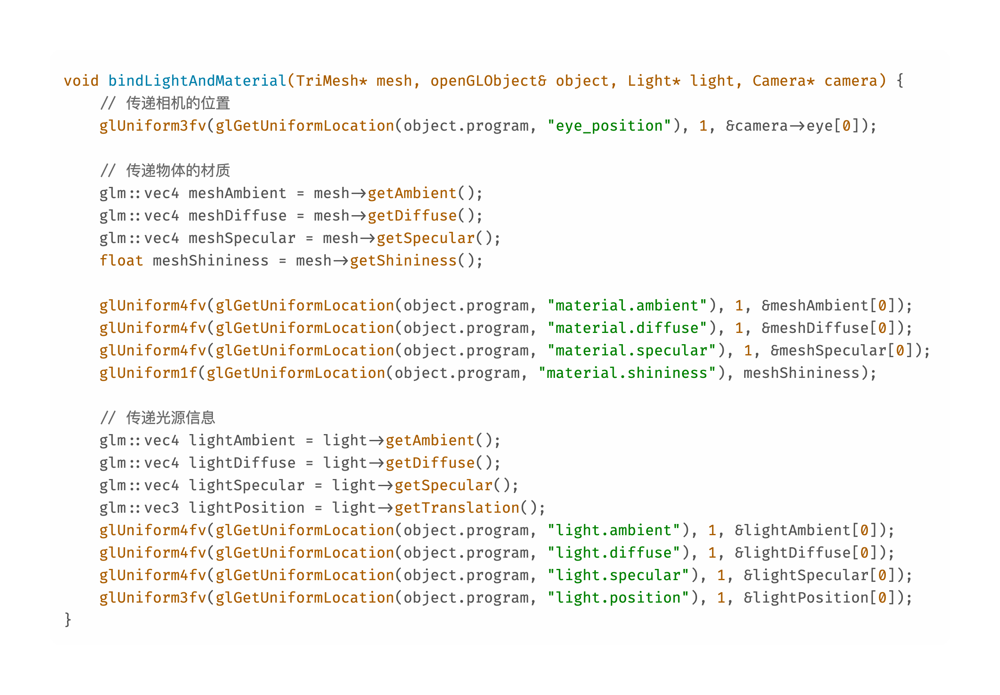 void bindLightAndMaterial(TriMesh* mesh, openGLObject& object, Light* light, Camera* camera) {
    // 传递相机的位置
    glUniform3fv(glGetUniformLocation(object.program, "eye_position"), 1, &camera->eye[0]);

    // 传递物体的材质
    glm::vec4 meshAmbient = mesh->getAmbient();
    glm::vec4 meshDiffuse = mesh->getDiffuse();
    glm::vec4 meshSpecular = mesh->getSpecular();
    float meshShininess = mesh->getShininess();

    glUniform4fv(glGetUniformLocation(object.program, "material.ambient"), 1, &meshAmbient[0]);
    glUniform4fv(glGetUniformLocation(object.program, "material.diffuse"), 1, &meshDiffuse[0]);
    glUniform4fv(glGetUniformLocation(object.program, "material.specular"), 1, &meshSpecular[0]);
    glUniform1f(glGetUniformLocation(object.program, "material.shininess"), meshShininess);

    // 传递光源信息
    glm::vec4 lightAmbient = light->getAmbient();
    glm::vec4 lightDiffuse = light->getDiffuse();
    glm::vec4 lightSpecular = light->getSpecular();
    glm::vec3 lightPosition = light->getTranslation();
    glUniform4fv(glGetUniformLocation(object.program, "light.ambient"), 1, &lightAmbient[0]);
    glUniform4fv(glGetUniformLocation(object.program, "light.diffuse"), 1, &lightDiffuse[0]);
    glUniform4fv(glGetUniformLocation(object.program, "light.specular"), 1, &lightSpecular[0]);
    glUniform3fv(glGetUniformLocation(object.program, "light.position"), 1, &lightPosition[0]);
}